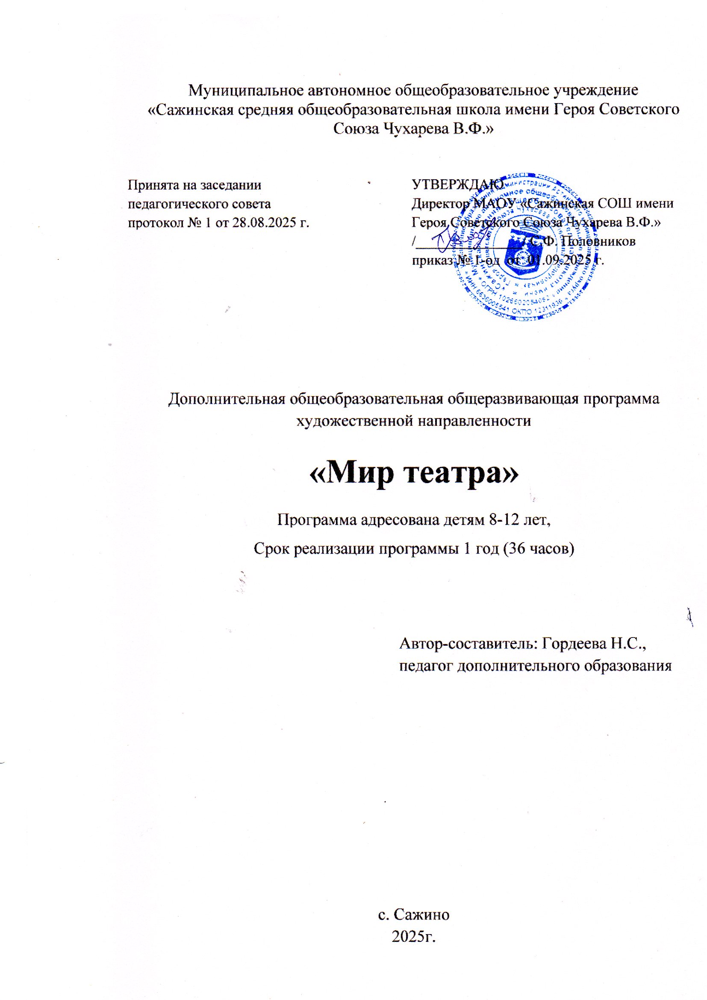 Муниципальное автономное общеобразовательное учреждение
«Сажинская средняя общеобразовательная школа имени Героя Советского
Союза Чухарева В.Ф.»
Принята на заседании
педагогического совета
протокол № 1 от 28.08.2025 г.
УТВЕРЖДАЮ
Директор МАОУ «Сажинская СОШ имени
Героя Советского Союза Чухарева В.Ф.»
/_______________/ С.Ф. Половников
приказ № 1-од от 01.09.2025 г.
ОГРН 1026602054082
ИНН 6636005641 ОКПО 12311936
Дополнительная общеобразовательная общеразвивающая программа
художественной направленности
«Мир театра»
Программа адресована детям 8-12 лет,
Срок реализации программы 1 год (36 часов)
Автор-составитель: Гордеева Н.С.,
педагог дополнительного образования
с. Сажино
2025г.